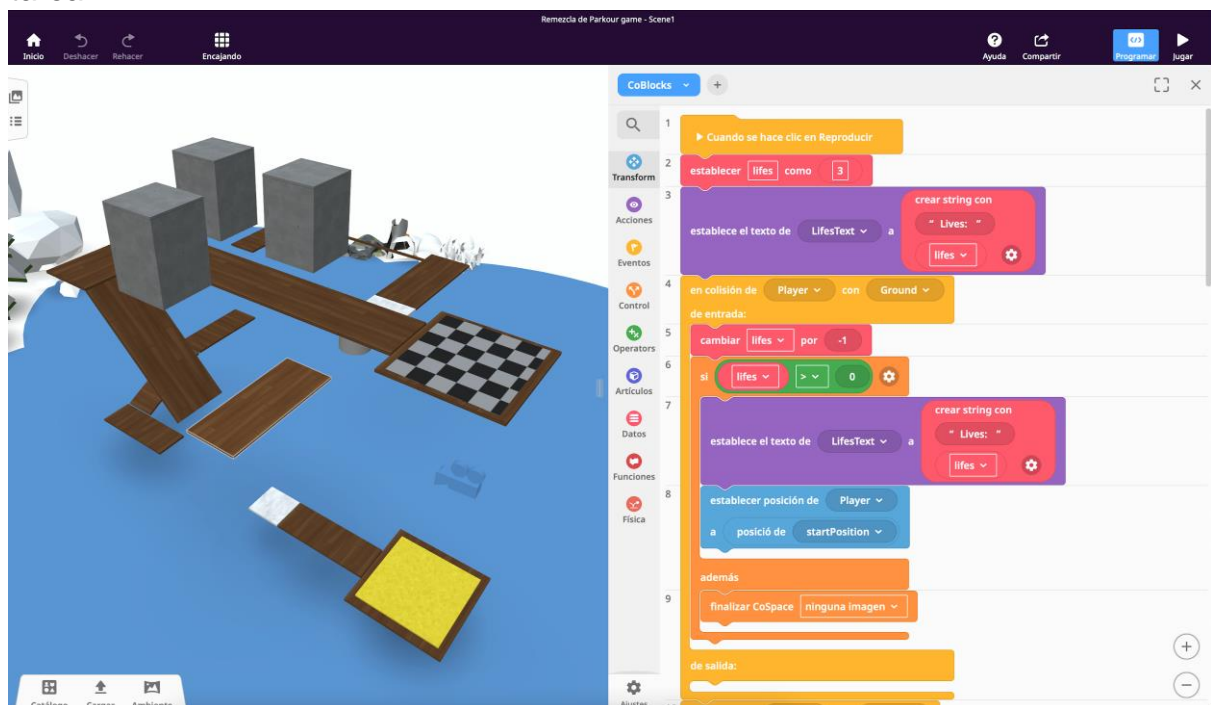 Remezcla de Parkour game - Scene1
Inicio Deshacer Rehacer Encajando Ayuda Compartir Programar Jugar
CoBlocks
1
Cuando se hace clic en Reproducir
2
establecer lifes como 3
3
crear string con
" Lives: "
establece el texto de LifesText a
lifes
4
en colisión de Player con Ground
de entrada:
5
cambiar lifes por -1
6
si lifes > 0
7
crear string con
" Lives: "
establece el texto de LifesText a
lifes
8
establecer posición de Player
a posició de startPosition
además
9
finalizar CoSpace ninguna imagen
de salida:
Transform
Acciones
Eventos
Control
Operators
Artículos
Datos
Funciones
Física
Ajustes
Catálogo Cargar Ambiente